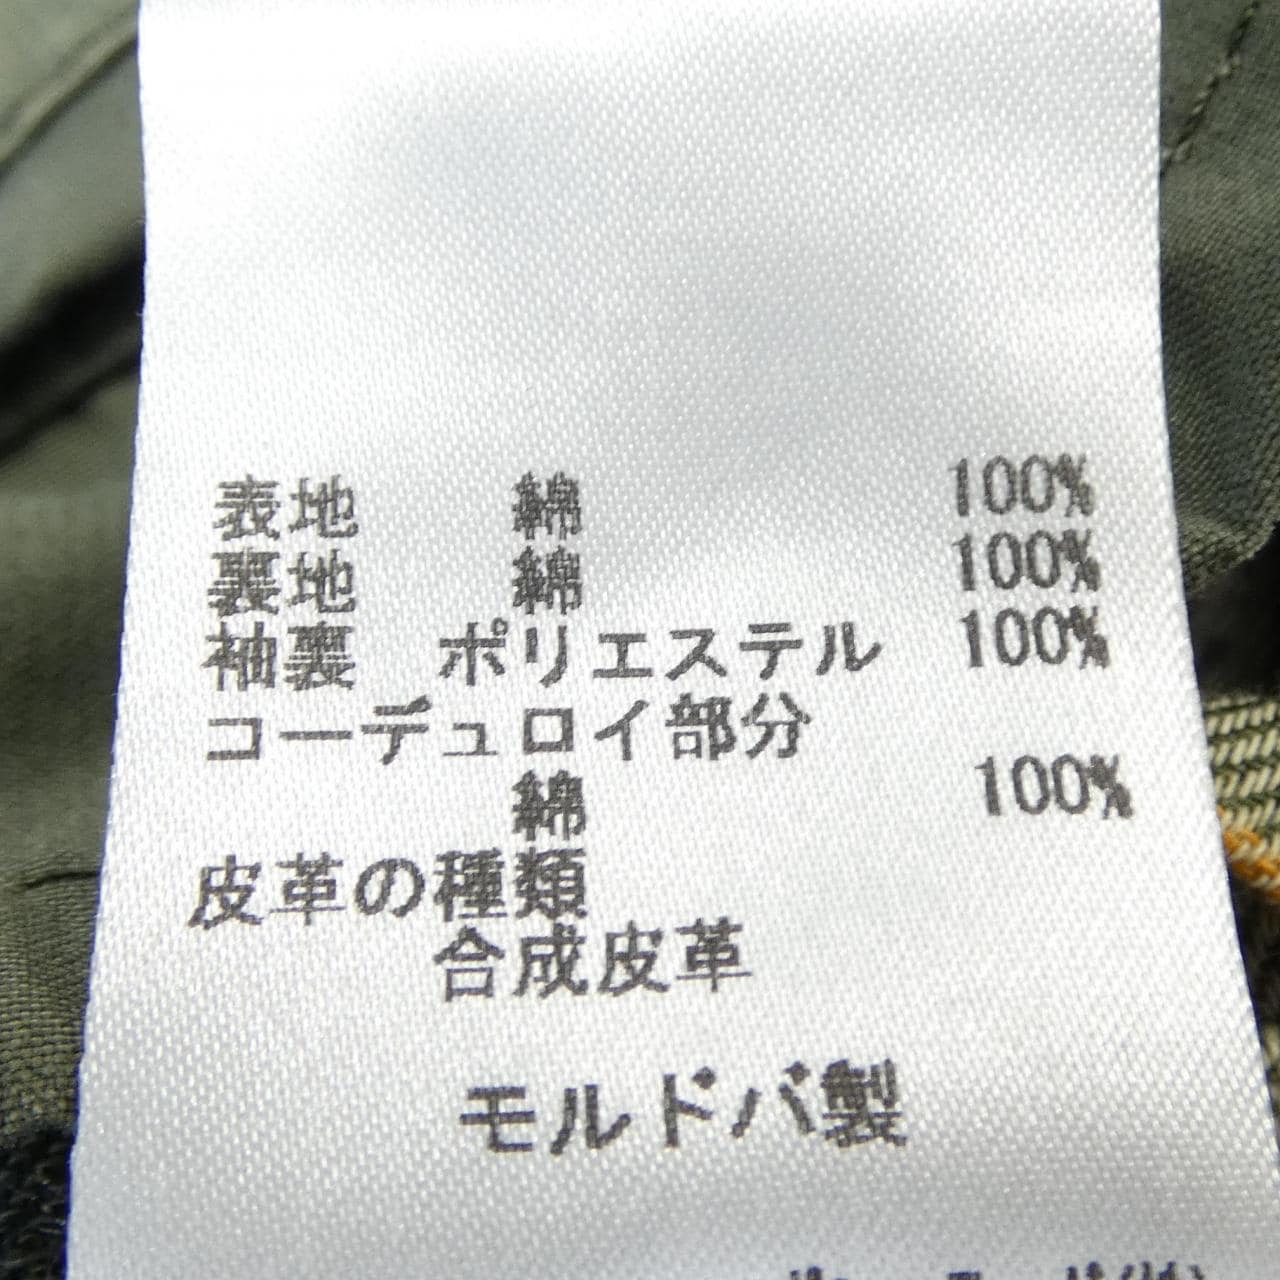 表地 綿 100%
裏地 綿 100%
袖裏 ポリエステル 100%
コーデュロイ部分
綿 100%
皮革の種類
合成皮革
モルドバ製